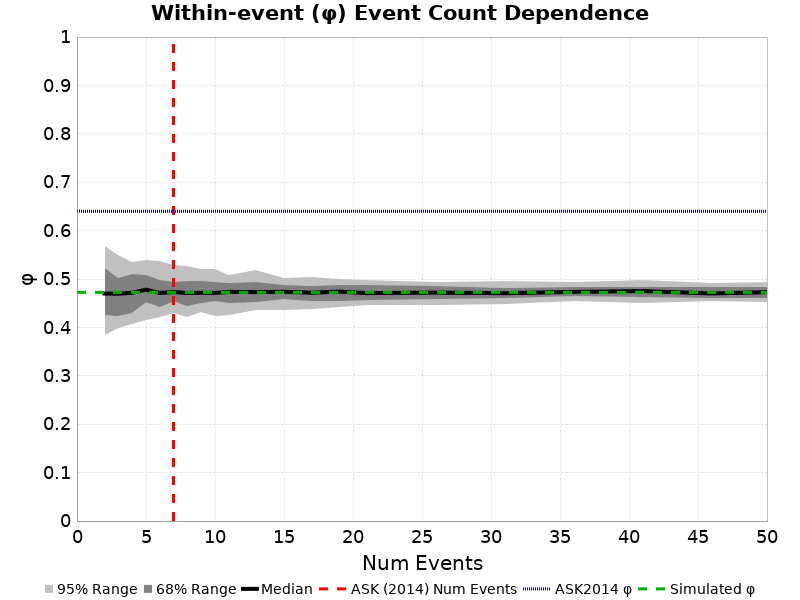 Within-event (φ) Event Count Dependence
1
0.9
0.8
0.7
0.6
0.5
0.4
0.3
0.2
0.1
0
φ
0 5 10 15 20 25 30 35 40 45 50
Num Events
95% Range 68% Range Median ASK (2014) Num Events ASK2014 φ Simulated φ